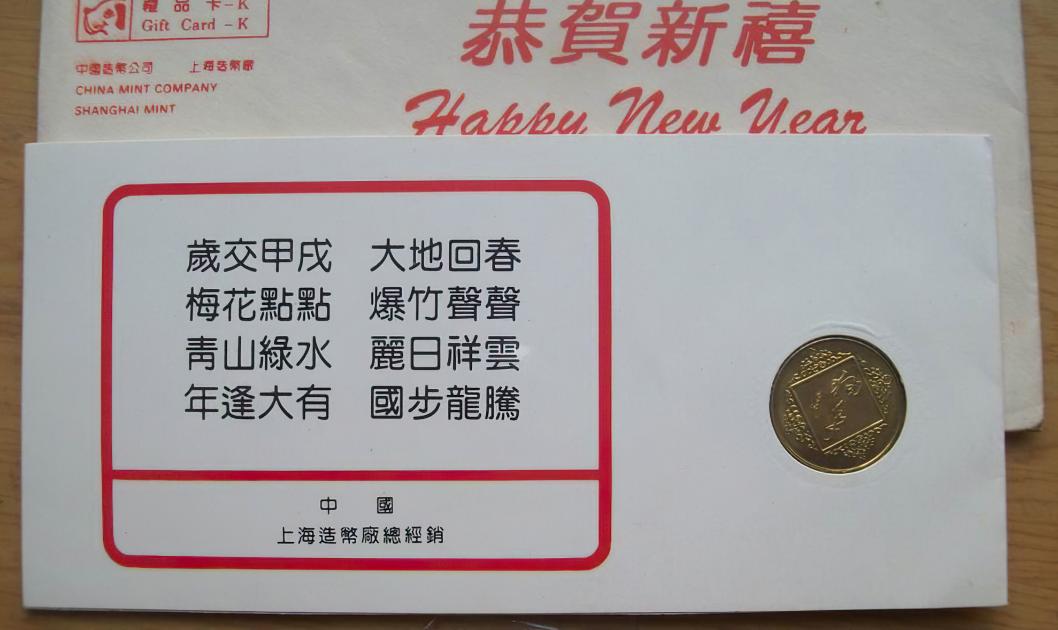 禮品卡-K
Gift Card-K
中國造幣公司 上海造幣廠
CHINA MINT COMPANY
SHANGHAI MINT
恭賀新禧
Happy New Year
歲交甲戌 大地回春
梅花點點 爆竹聲聲
靑山綠水 麗日祥雲
年逢大有 國步龍騰
中 國
上海造幣廠總經銷
狗年